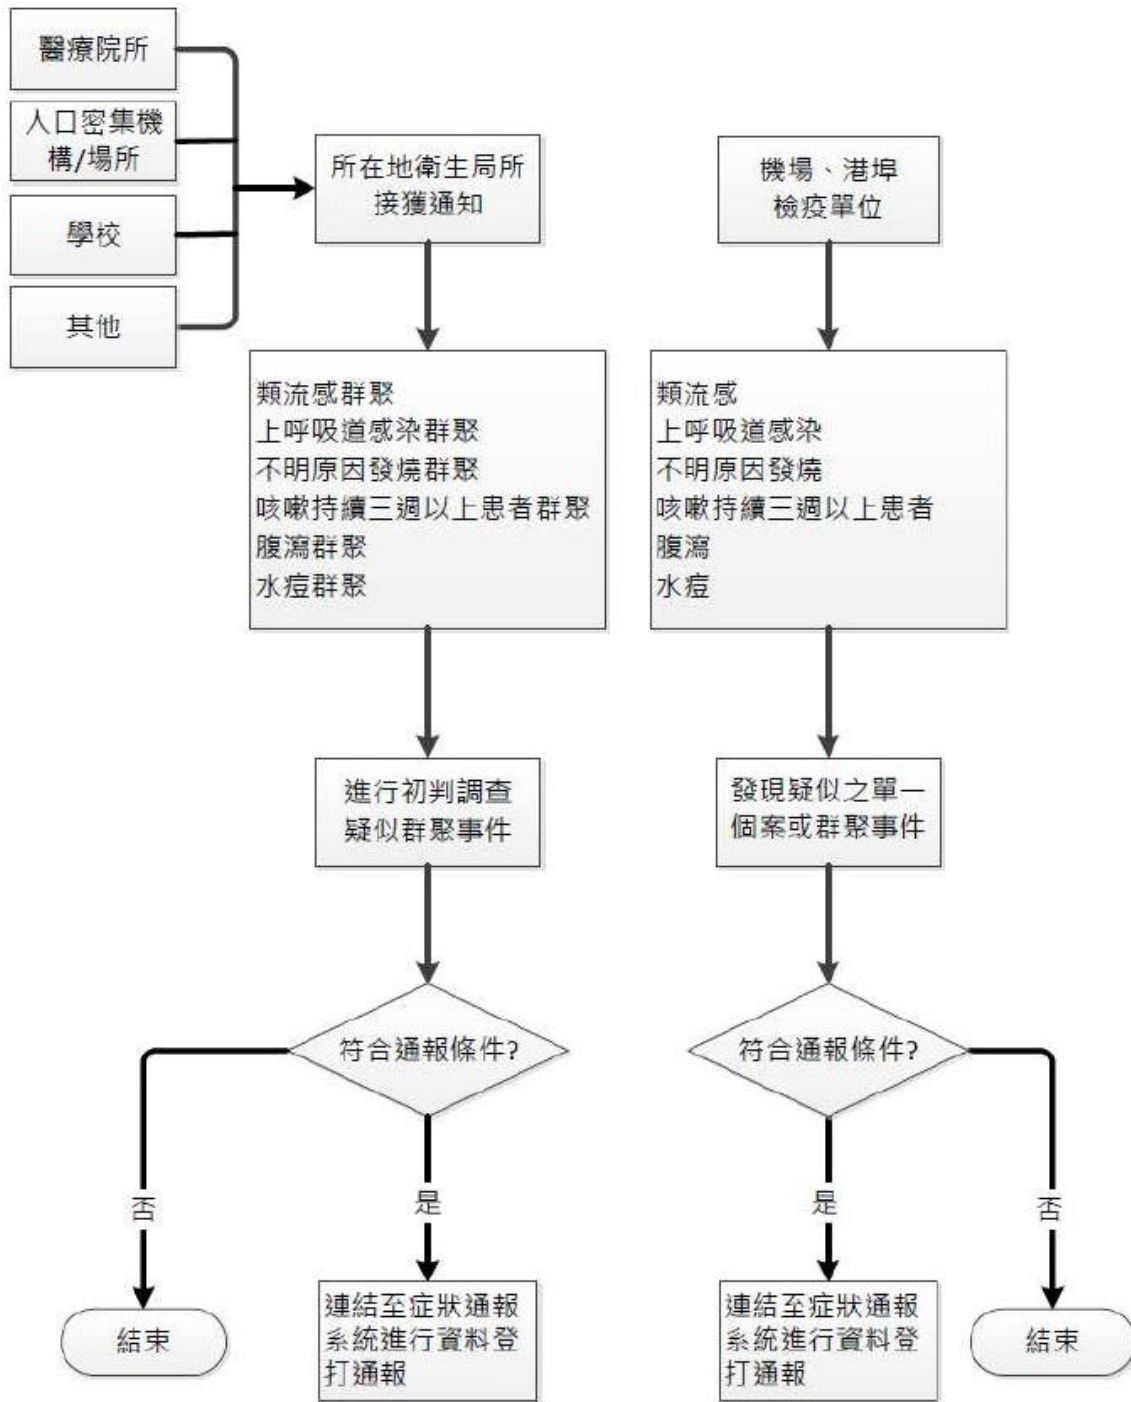 醫療院所
人口密集機
構/場所
學校
其他
所在地衛生局所
接獲通知
類流感群聚
上呼吸道感染群聚
不明原因發燒群聚
咳嗽持續三週以上患者群聚
腹瀉群聚
水痘群聚
進行初判調查
疑似群聚事件
符合通報條件?
否
是
結束
連結至症狀通報
系統進行資料登
打通報
機場、港埠
檢疫單位
類流感
上呼吸道感染
不明原因發燒
咳嗽持續三週以上患者
腹瀉
水痘
發現疑似之單一
個案或群聚事件
符合通報條件?
是
否
連結至症狀通報
系統進行資料登
打通報
結束